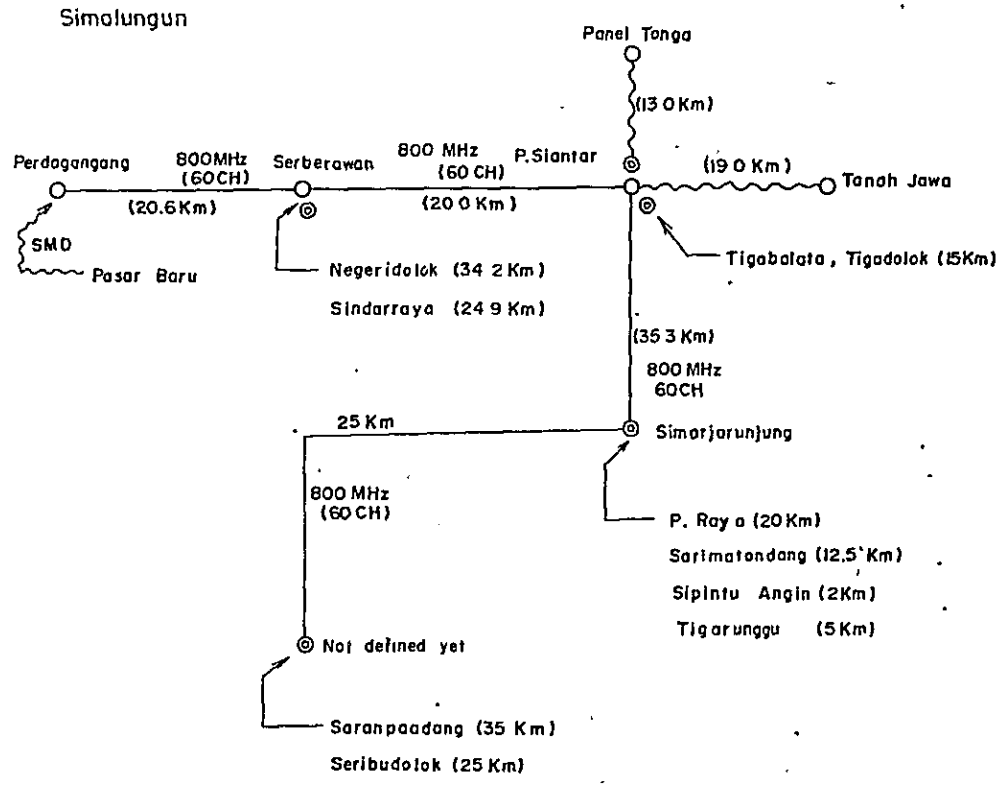 Simalungun
Panel Tonga
(13 0 Km)
Perdagangang
800MHz
(60CH)
Serberawan
800 MHz
(60 CH)
P.Siantar
(19 0 Km)
Tanah Jawa
(20.6Km)
(20 0 Km)
SMD
Pasar Baru
Negeridolok (34 2 Km)
Sindarraya (24 9 Km)
Tigabalata, Tigadolok (15Km)
(35 3 Km)
800 MHz
60CH
25 Km
Simarjarunjung
800 MHz
(60 CH)
P. Raya (20 Km)
Sarimatondang (12.5 Km)
Sipintu Angin (2Km)
Tigarunggu (5 Km)
Not defined yet
Saranpaadang (35 Km)
Seribudolok (25 Km)